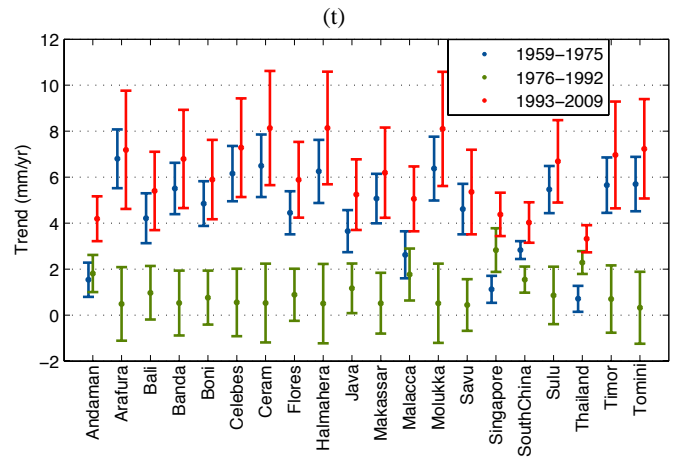 (t)
1959−1975
1976−1992
1993−2009
Trend (mm/yr)
12
10
8
6
4
2
0
−2
Andaman
Arafura
Bali
Banda
Boni
Celebes
Ceram
Flores
Halmahera
Java
Makassar
Malacca
Molukka
Savu
Singapore
SouthChina
Sulu
Thailand
Timor
Tomini